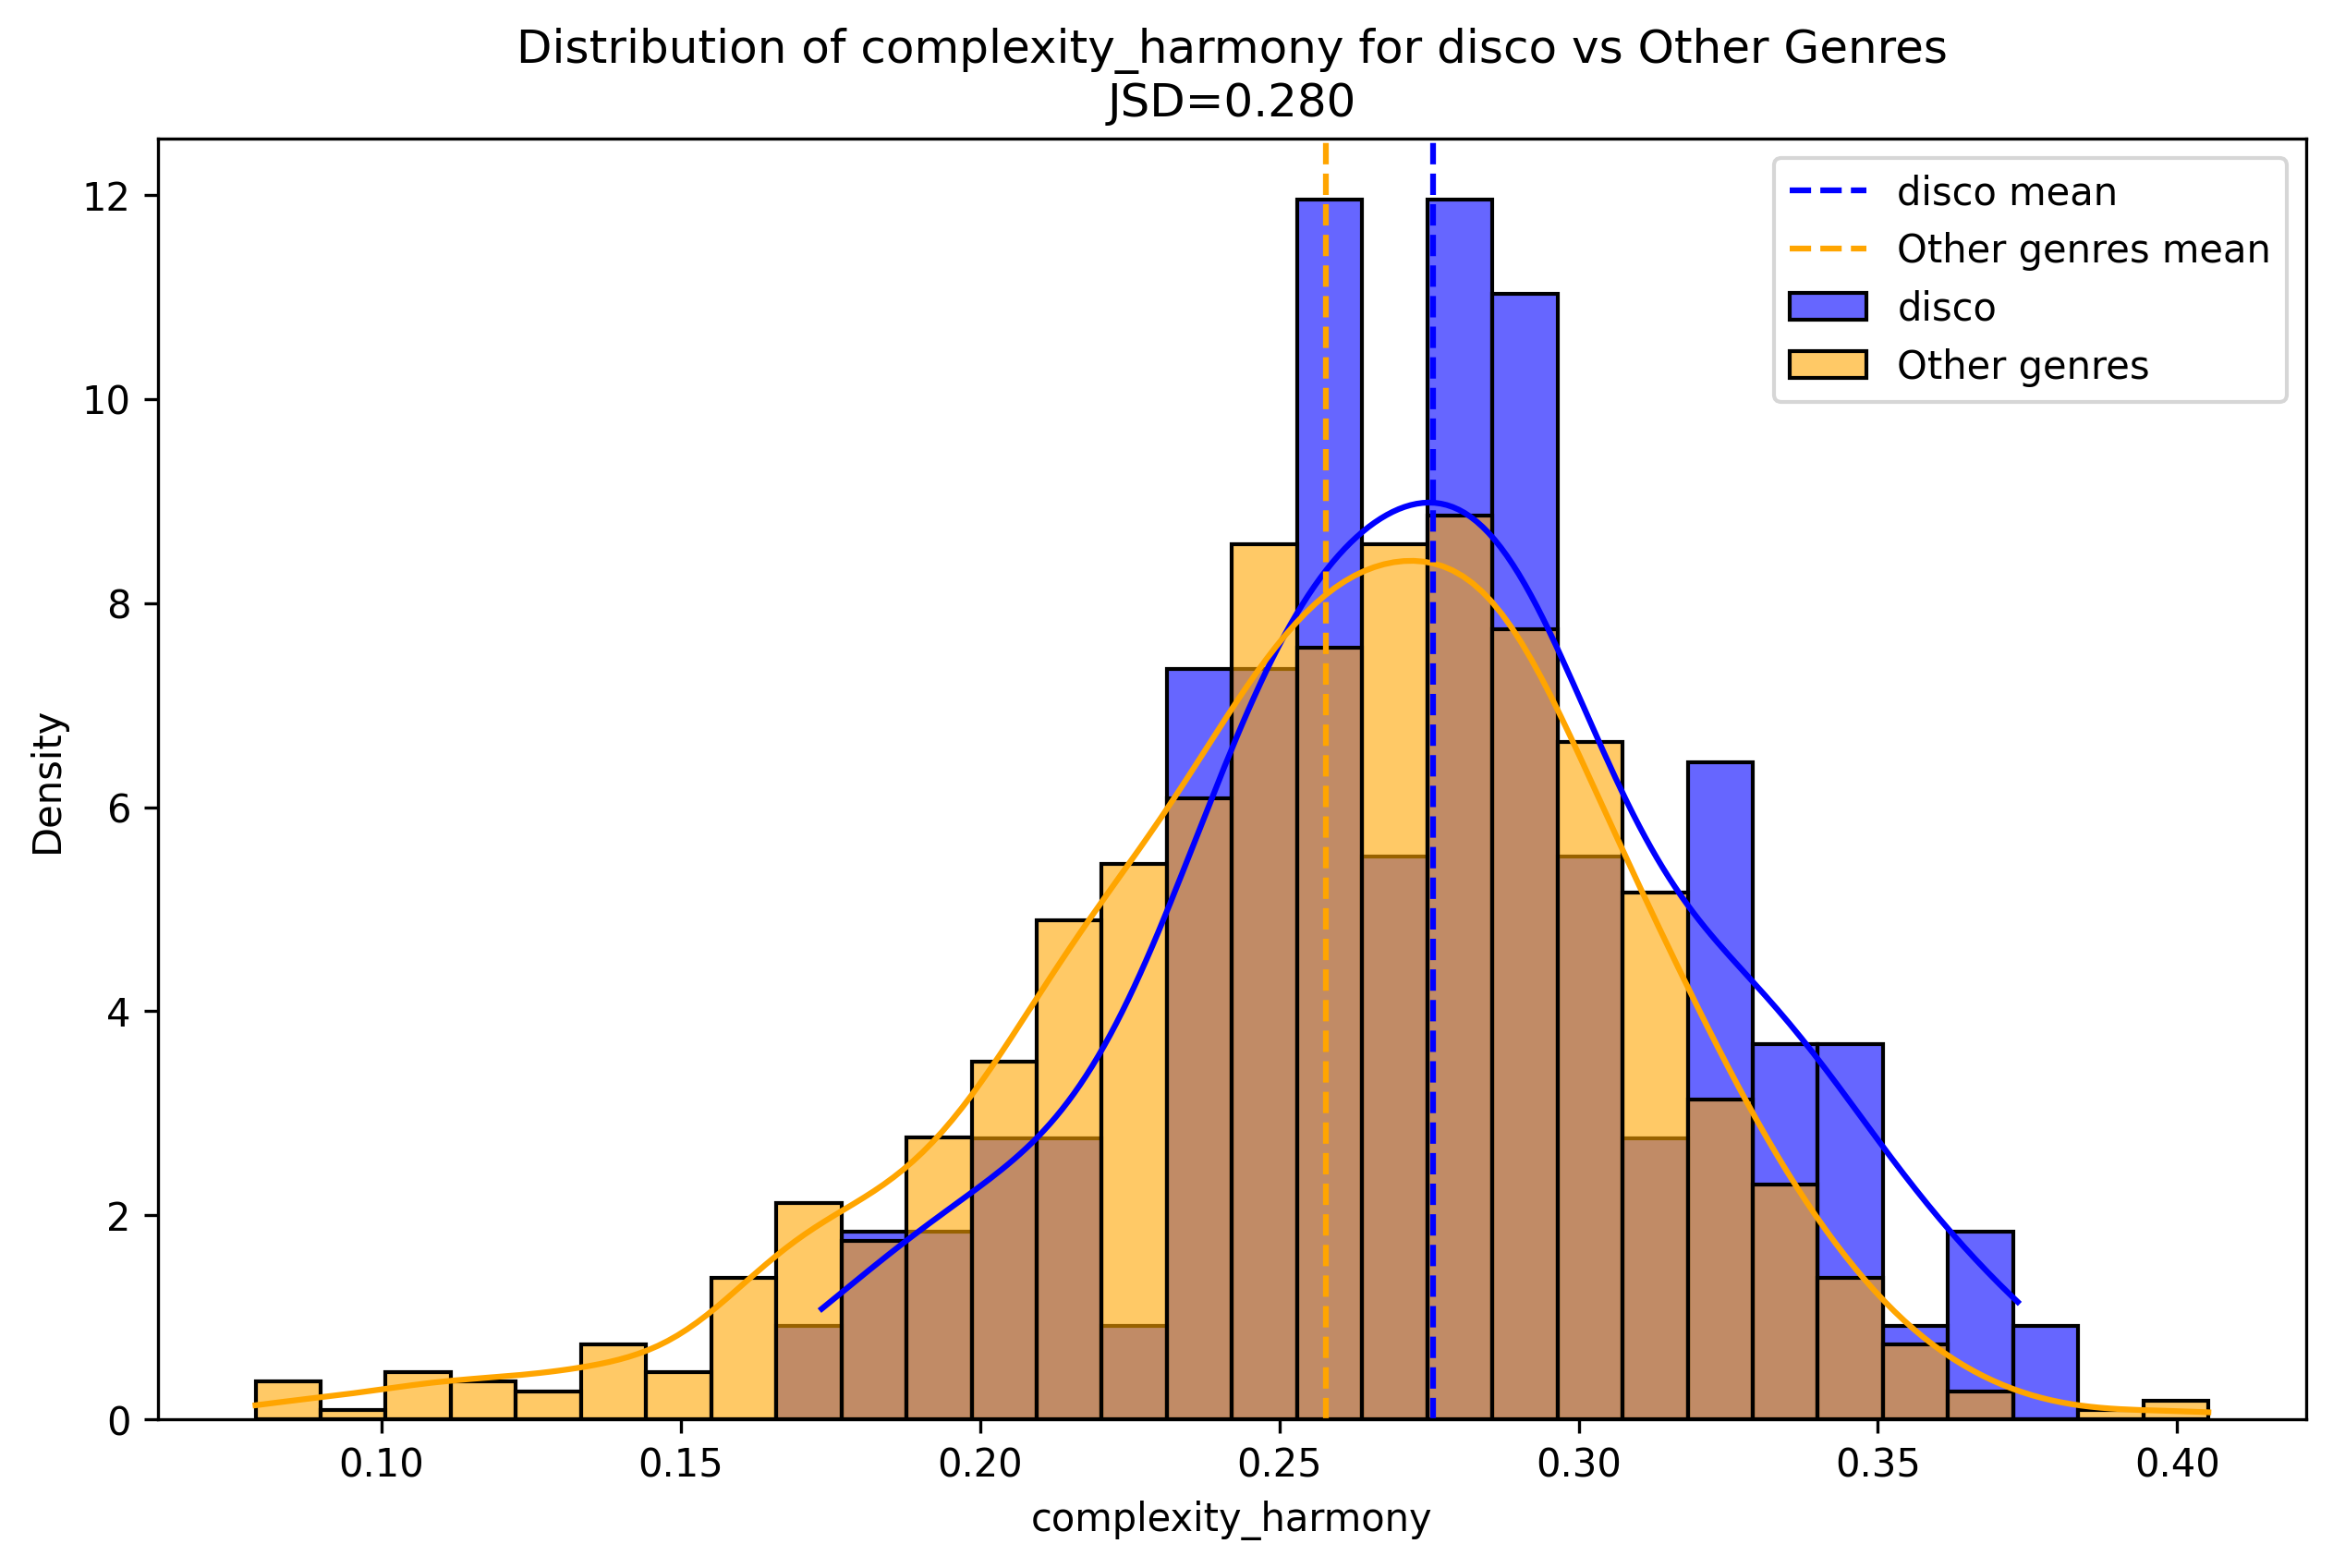 Distribution of complexity_harmony for disco vs Other Genres
JSD=0.280
disco mean
Other genres mean
disco
Other genres
Density
12
10
8
6
4
2
0
0.10 0.15 0.20 0.25 0.30 0.35 0.40
complexity_harmony